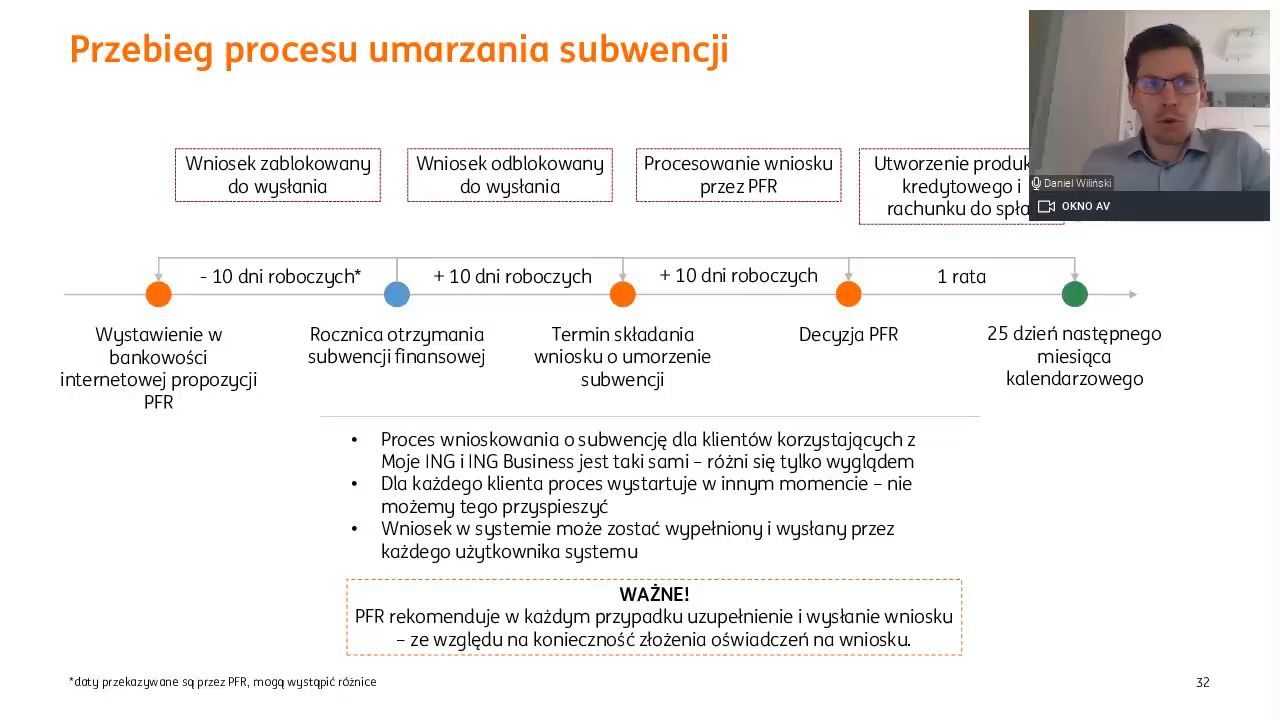 Przebieg procesu umarzania subwencji
Daniel Wiliński
OKNO AV
Wniosek zablokowany
do wysłania
Wniosek odblokowany
do wysłania
Procesowanie wniosku
przez PFR
Utworzenie
kredytowego i
rachunku do
- 10 dni roboczych*
+ 10 dni roboczych
+ 10 dni roboczych
1 rata
Wystawienie w
bankowości
internetowej propozycji
PFR
Rocznica otrzymania
subwencji finansowej
Termin składania
wniosku o umorzenie
subwencji
Decyzja PFR
25 dzień następnego
miesiąca
kalendarzowego
• Proces wnioskowania o subwencję dla klientów korzystających z
Moje ING i ING Business jest taki sami – różni się tylko wyglądem
• Dla każdego klienta proces wystartuje w innym momencie – nie
możemy tego przyspieszyć
• Wniosek w systemie może zostać wypełniony i wysłany przez
każdego użytkownika systemu
WAŻNE!
PFR rekomenduje w każdym przypadku uzupełnienie i wysłanie wniosku
– ze względu na konieczność złożenia oświadczeń na wniosku.
*daty przekazywane są przez PFR, mogą wystąpić różnice
32